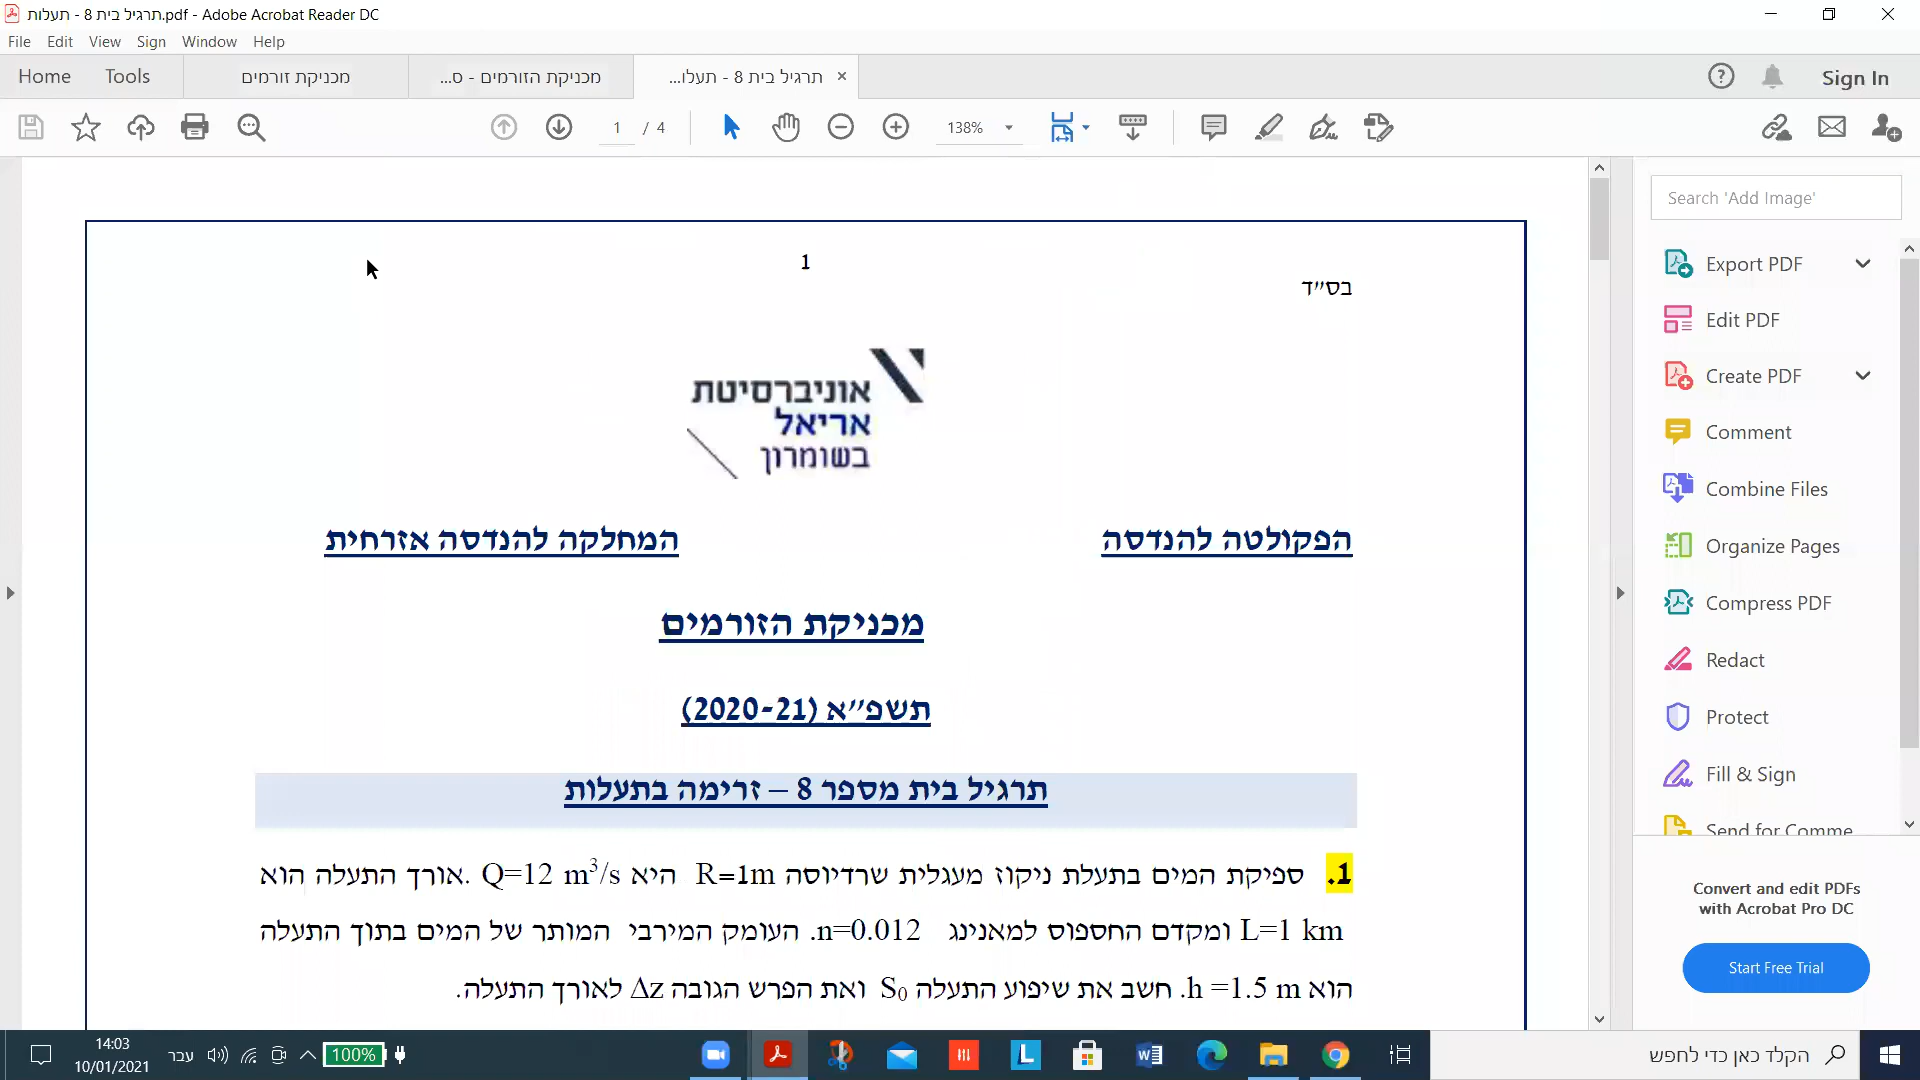 תרגיל בית 8 - תעלות.pdf - Adobe Acrobat Reader DC
File Edit View Sign Window Help
Home Tools מכניקת זורמים מכניקת הזורמים - ס... תרגיל בית 8 - תעלו... × Sign In
1 / 4 138%
Search 'Add Image'
Export PDF
Edit PDF
Create PDF
Comment
Combine Files
Organize Pages
Compress PDF
Redact
Protect
Fill & Sign
Send for Comme
Convert and edit PDFs
with Acrobat Pro DC
Start Free Trial
1
בס״ד
אוניברסיטת
אריאל
בשומרון
הפקולטה להנדסה המחלקה להנדסה אזרחית
מכניקת הזורמים
תשפ״א (2020-21)
תרגיל בית מספר 8 – זרימה בתעלות
1. ספיקת המים בתעלת ניקוז מעגלית שרדיוסה R=1m היא Q=12 m³/s .אורך התעלה הוא
L=1 km ומקדם החספוס למאנינג n=0.012. העומק המירבי המותר של המים בתוך התעלה
הוא h =1.5 m. חשב את שיפוע התעלה S₀ ואת הפרש הגובה Δz לאורך התעלה.
14:03
10/01/2021
עבר
100%
הקלד כאן כדי לחפש